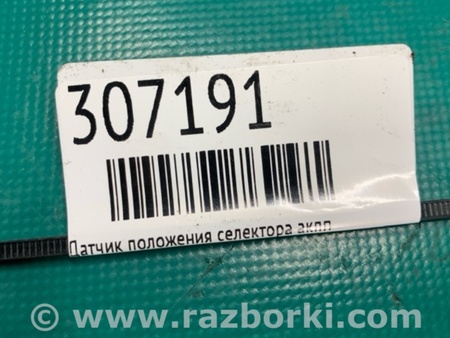 307191
Датчик положения селектора акпп
© www.razborki.com